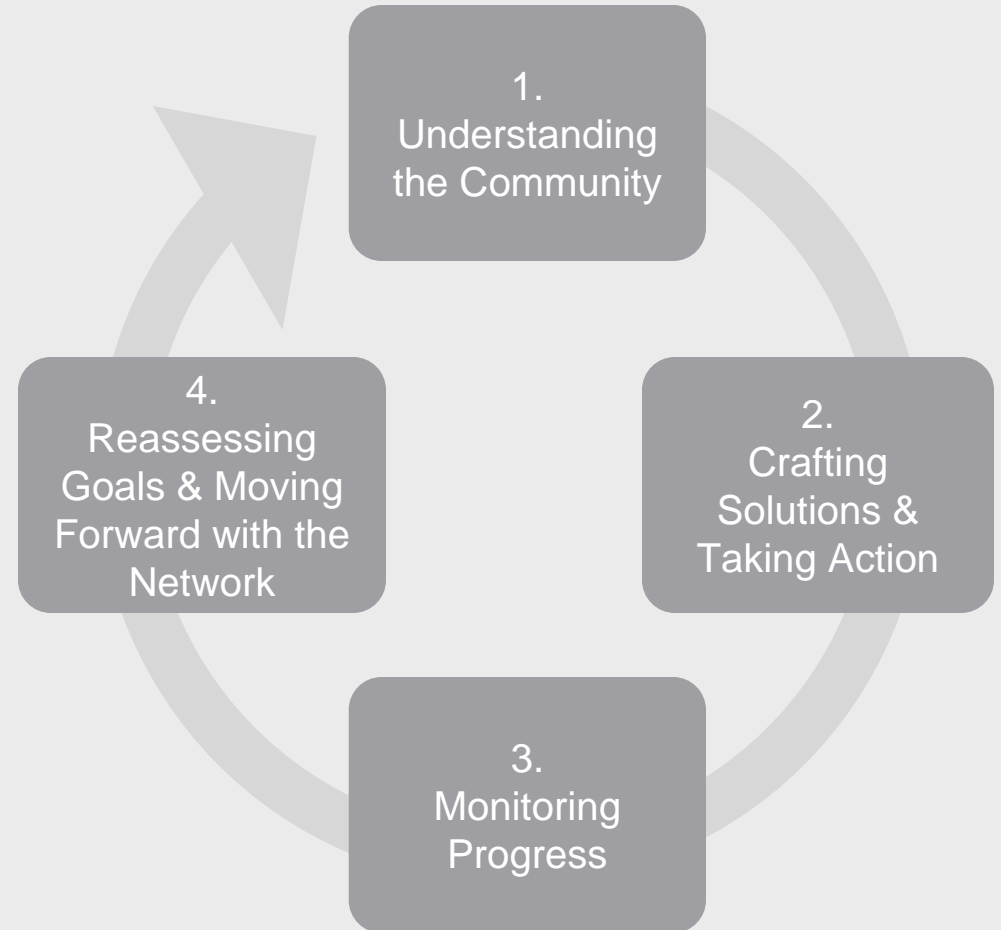 1.
Understanding
the Community
2.
Crafting
Solutions &
Taking Action
3.
Monitoring
Progress
4.
Reassessing
Goals & Moving
Forward with the
Network